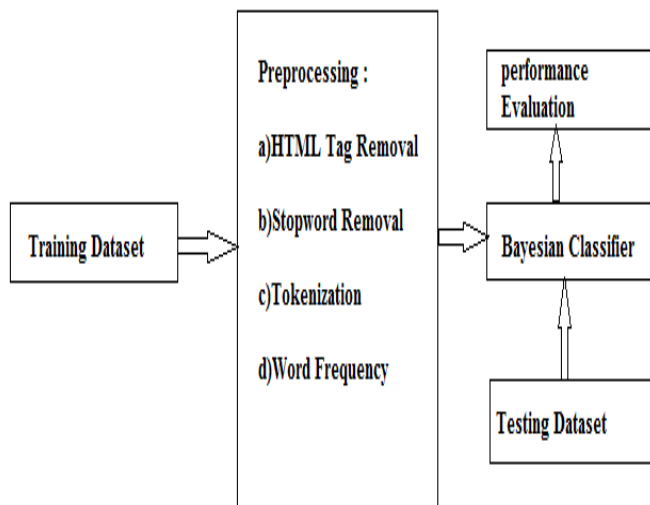 Training Dataset
Preprocessing :
a)HTML Tag Removal
b)Stopword Removal
c)Tokenization
d)Word Frequency
performance
Evaluation
Bayesian Classifier
Testing Dataset